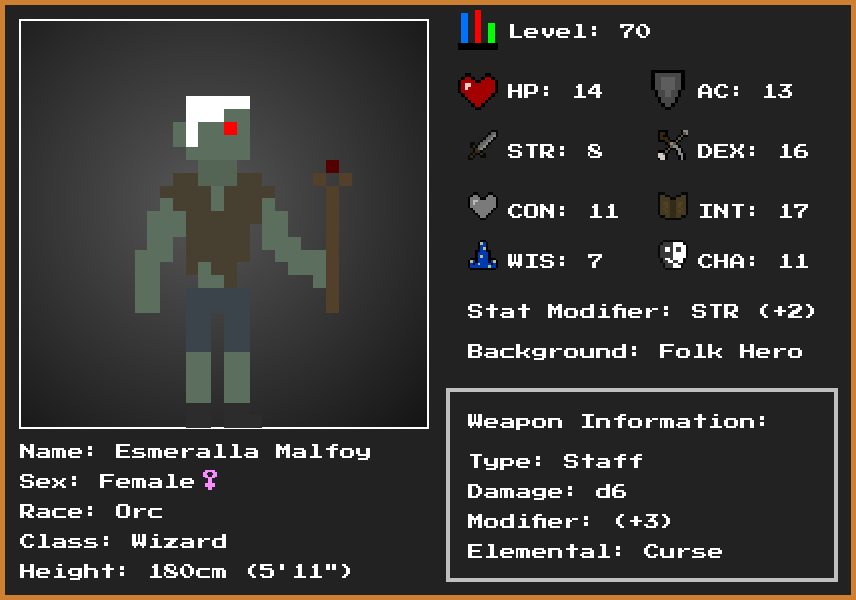 Level: 70
HP: 14 AC: 13
STR: 8 DEX: 16
CON: 11 INT: 17
WIS: 7 CHA: 11
Stat Modifier: STR (+2)
Background: Folk Hero
Weapon Information:
Type: Staff
Damage: d6
Modifier: (+3)
Elemental: Curse
Name: Esmeralla Malfoy
Sex: Female♀
Race: Orc
Class: Wizard
Height: 180cm (5'11")